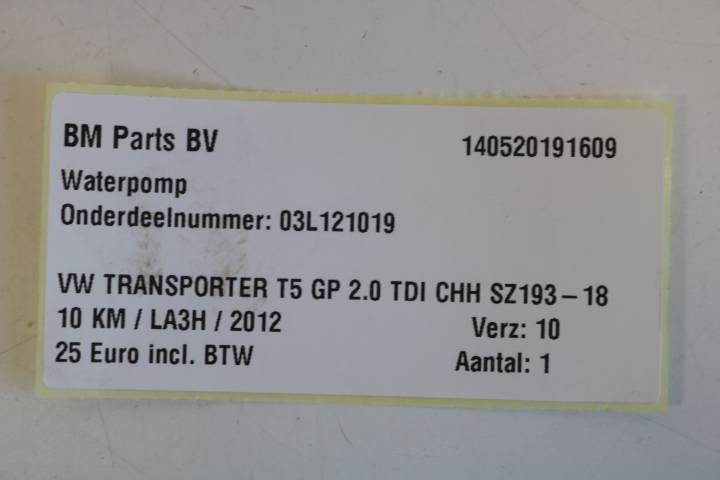 BM Parts BV 140520191609
Waterpomp
Onderdeelnummer: 03L121019
VW TRANSPORTER T5 GP 2.0 TDI CHH SZ193-18
10 KM / LA3H / 2012 Verz: 10
25 Euro incl. BTW Aantal: 1